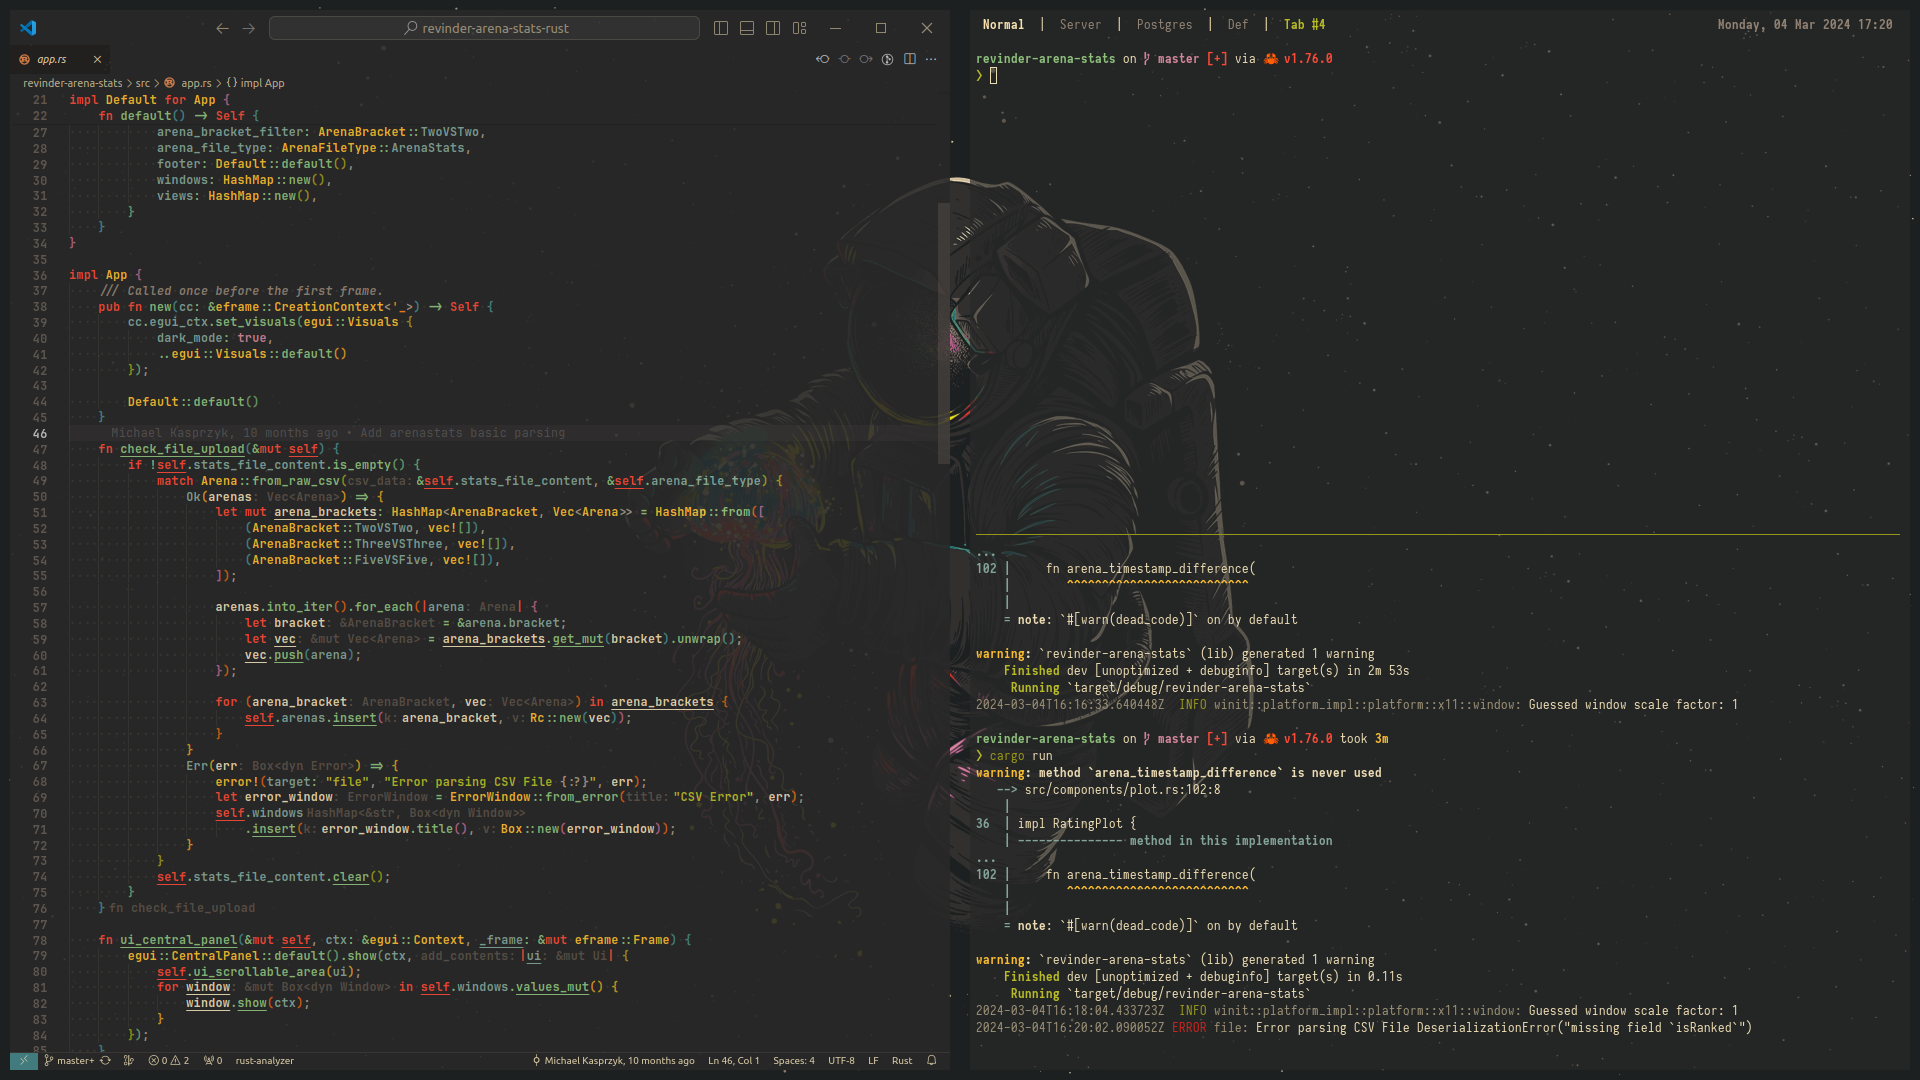 revinder-arena-stats-rust
app.rs
revinder-arena-stats > src > app.rs > {} impl App
21 impl Default for App {
22 fn default() -> Self {
27 arena_bracket_filter: ArenaBracket::TwoVSTwo,
28 arena_file_type: ArenaFileType::ArenaStats,
29 footer: Default::default(),
30 windows: HashMap::new(),
31 views: HashMap::new(),
32 }
33 }
34 }
35
36 impl App {
37 /// Called once before the first frame.
38 pub fn new(cc: &eframe::CreationContext<'_>) -> Self {
39 cc.egui_ctx.set_visuals(egui::Visuals {
40 dark_mode: true,
41 ..egui::Visuals::default()
42 });
43
44 Default::default()
45 }
46 Michael Kasprzyk, 10 months ago • Add arenastats basic parsing
47 fn check_file_upload(&mut self) {
48 if !self.stats_file_content.is_empty() {
49 match Arena::from_raw_csv(csv_data: &self.stats_file_content, &self.arena_file_type) {
50 Ok(arenas: Vec<Arena>) => {
51 let mut arena_brackets: HashMap<ArenaBracket, Vec<Arena>> = HashMap::from([
52 (ArenaBracket::TwoVSTwo, vec![]),
53 (ArenaBracket::ThreeVSThree, vec![]),
54 (ArenaBracket::FiveVSFive, vec![]),
55 ]);
56
57 arenas.into_iter().for_each(|arena: Arena| {
58 let bracket: &ArenaBracket = &arena.bracket;
59 let vec: &mut Vec<Arena> = arena_brackets.get_mut(bracket).unwrap();
60 vec.push(arena);
61 });
62
63 for (arena_bracket: ArenaBracket, vec: Vec<Arena>) in arena_brackets {
64 self.arenas.insert(k: arena_bracket, v: Rc::new(vec));
65 }
66 }
67 Err(err: Box<dyn Error>) => {
68 error!(target: "file", "Error parsing CSV File {:?}", err);
69 let error_window: ErrorWindow = ErrorWindow::from_error(title: "CSV Error", err);
70 self.windows HashMap<&str, Box<dyn Window>>
71 .insert(k: error_window.title(), v: Box::new(error_window));
72 }
73 }
74 self.stats_file_content.clear();
75 }
76 } fn check_file_upload
77
78 fn ui_central_panel(&mut self, ctx: &egui::Context, _frame: &mut eframe::Frame) {
79 egui::CentralPanel::default().show(ctx, add_contents: |ui: &mut Ui| {
80 self.ui_scrollable_area(ui);
81 for window: &mut Box<dyn Window> in self.windows.values_mut() {
82 window.show(ctx);
83 }
84 });
85 }
master+ 0 2 0 rust-analyzer Michael Kasprzyk, 10 months ago Ln 46, Col 1 Spaces: 4 UTF-8 LF Rust
Normal | Server | Postgres | Def | Tab #4 Monday, 04 Mar 2024 17:20
revinder-arena-stats on master [+] via v1.76.0
❯
...
102 | fn arena_timestamp_difference(
| ^^^^^^^^^^^^^^^^^^^^^^^^^^
|
= note: `#[warn(dead_code)]` on by default
warning: `revinder-arena-stats` (lib) generated 1 warning
Finished dev [unoptimized + debuginfo] target(s) in 2m 53s
Running `target/debug/revinder-arena-stats`
2024-03-04T16:16:33.640448Z INFO winit::platform_impl::platform::x11::window: Guessed window scale factor: 1
revinder-arena-stats on master [+] via v1.76.0 took 3m
❯ cargo run
warning: method `arena_timestamp_difference` is never used
--> src/components/plot.rs:102:8
|
36 | impl RatingPlot {
| --------------- method in this implementation
...
102 | fn arena_timestamp_difference(
| ^^^^^^^^^^^^^^^^^^^^^^^^^^
|
= note: `#[warn(dead_code)]` on by default
warning: `revinder-arena-stats` (lib) generated 1 warning
Finished dev [unoptimized + debuginfo] target(s) in 0.11s
Running `target/debug/revinder-arena-stats`
2024-03-04T16:18:04.433723Z INFO winit::platform_impl::platform::x11::window: Guessed window scale factor: 1
2024-03-04T16:20:02.090052Z ERROR file: Error parsing CSV File DeserializationError("missing field `isRanked`")